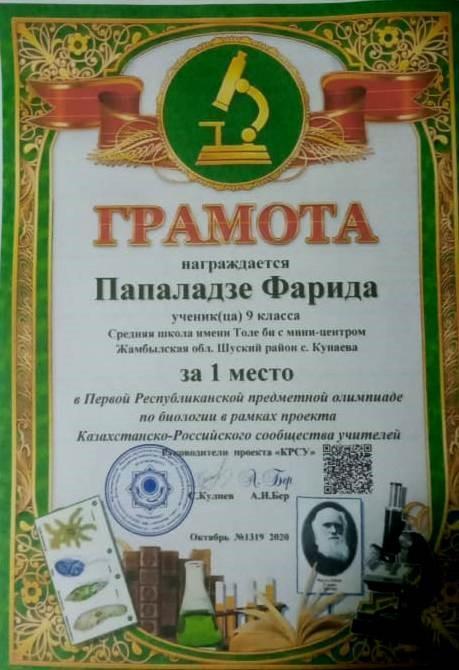 ГРАМОТА
награждается
Папаладзе Фарида
ученик(ца) 9 класса
Средняя школа имени Толе би с мини-центром
Жамбылская обл. Шуский район с. Кунаева
за 1 место
в Первой Республиканской предметной олимпиаде
по биологии в рамках проекта
Казахстанско-Российского сообщества учителей
Руководители проекта «КРСУ»
А.Бер
С.Кулиев А.И.Бер
Октябрь №1319 2020